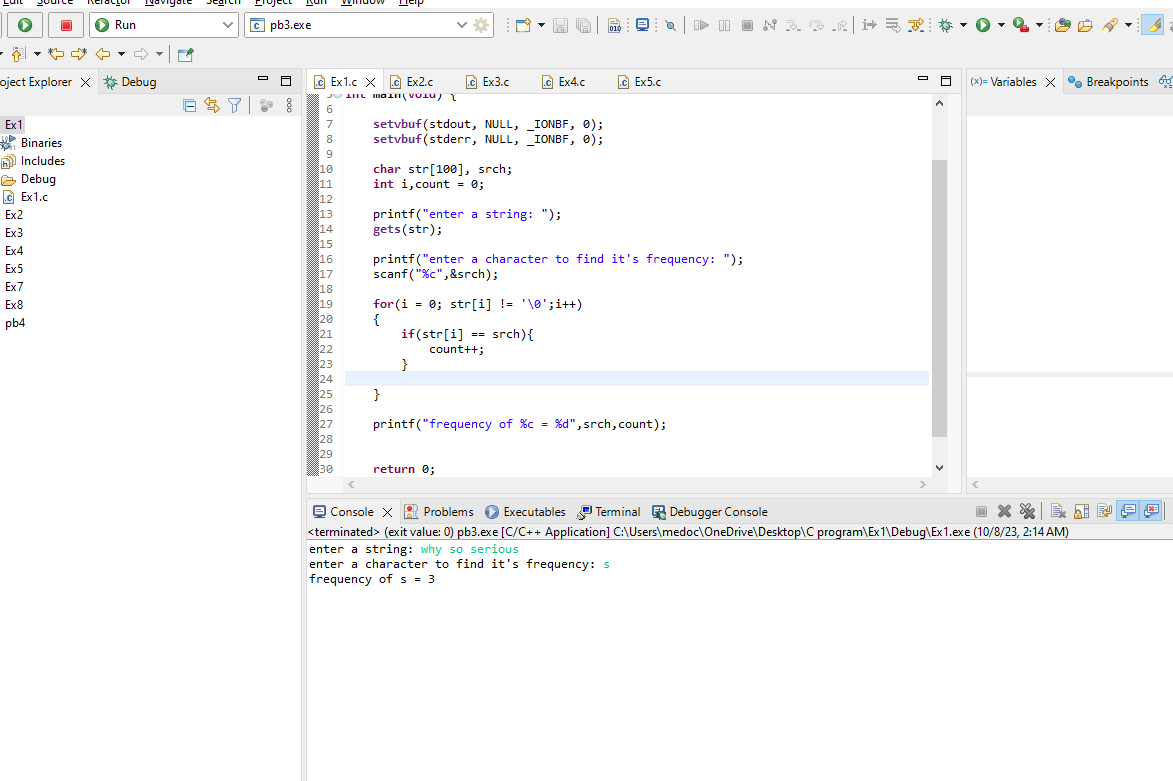 Edit Source Refactor Navigate Search Project Run Window Help
Run pb3.exe
010
oject Explorer Debug
Ex1.c Ex2.c Ex3.c Ex4.c Ex5.c
(x)= Variables Breakpoints
Ex1
Binaries
Includes
Debug
Ex1.c
Ex2
Ex3
Ex4
Ex5
Ex7
Ex8
pb4
5 int main(void) {
6
7 setvbuf(stdout, NULL, _IONBF, 0);
8 setvbuf(stderr, NULL, _IONBF, 0);
9
10 char str[100], srch;
11 int i,count = 0;
12
13 printf("enter a string: ");
14 gets(str);
15
16 printf("enter a character to find it's frequency: ");
17 scanf("%c",&srch);
18
19 for(i = 0; str[i] != '\0';i++)
20 {
21 if(str[i] == srch){
22 count++;
23 }
24
25 }
26
27 printf("frequency of %c = %d",srch,count);
28
29
30 return 0;
Console Problems Executables Terminal Debugger Console
<terminated> (exit value: 0) pb3.exe [C/C++ Application] C:\Users\medoc\OneDrive\Desktop\C program\Ex1\Debug\Ex1.exe (10/8/23, 2:14 AM)
enter a string: why so serious
enter a character to find it's frequency: s
frequency of s = 3